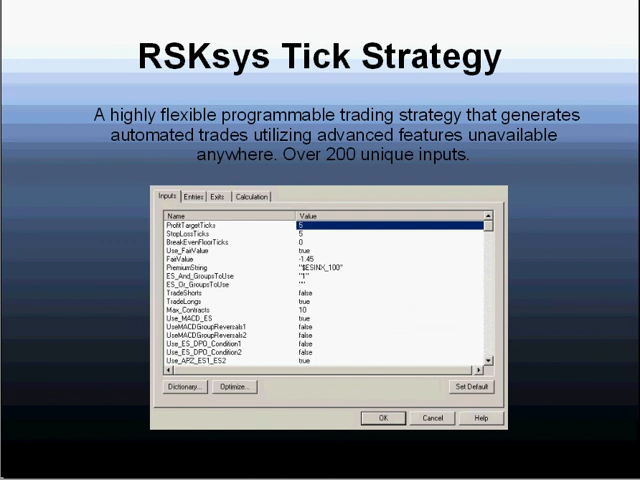 RSKsys Tick Strategy
A highly flexible programmable trading strategy that generates
automated trades utilizing advanced features unavailable
anywhere. Over 200 unique inputs.
Inputs Entries Exits Calculation
Name Value
ProfitTargetTicks 5
StopLossTicks 5
BreakEvenFloorTicks 0
Use_FairValue true
FairValue -1.45
PremiumString "$ESINX_100"
ES_And_GroupsToUse "1"
ES_Or_GroupsToUse ""
TradeShorts false
TradeLongs true
Max_Contracts 10
Use_MACD_ES true
UseMACDGroupReversals1 false
UseMACDGroupReversals2 false
Use_ES_DPO_Condition1 false
Use_ES_DPO_Condition2 false
Use_APZ_ES1_ES2 true
Dictionary... Optimize... Set Default
OK Cancel Help